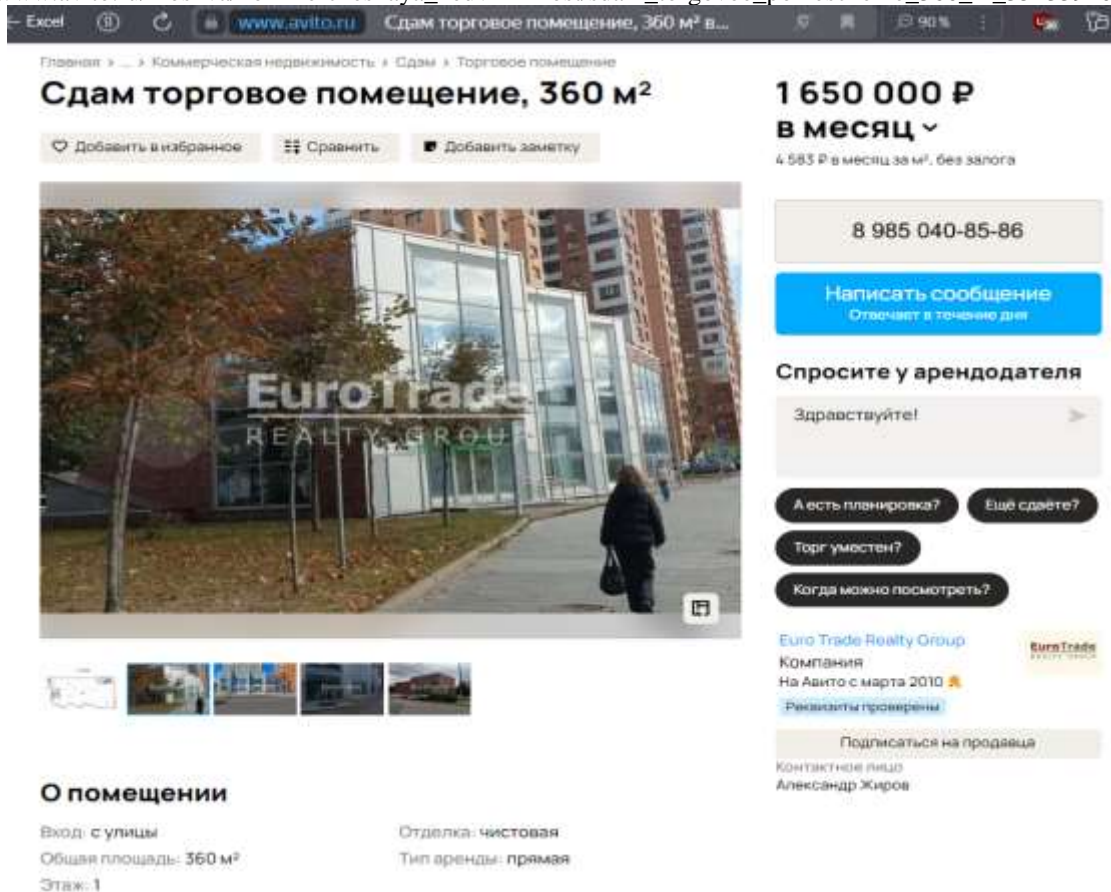 Excel
www.avito.ru
Сдам торговое помещение, 360 м² в...
90 %
Главная > ... > Коммерческая недвижимость > Сдам > Торговое помещение
Сдам торговое помещение, 360 м²
Добавить в избранное
Сравнить
Добавить заметку
1 650 000 ₽
в месяц
4 583 ₽ в месяц за м², без залога
8 985 040-85-86
Написать сообщение
Отвечает в течение дня
Спросите у арендодателя
Здравствуйте!
А есть планировка?
Ещё сдаёте?
Торг уместен?
Когда можно посмотреть?
EuroTrade
REALTY GROUP
Euro Trade Realty Group
EuroTrade
Компания
На Авито с марта 2010
Реквизиты проверены
Подписаться на продавца
Контактное лицо
Александр Жиров
О помещении
Вход: с улицы
Отделка: чистовая
Общая площадь: 360 м²
Тип аренды: прямая
Этаж: 1